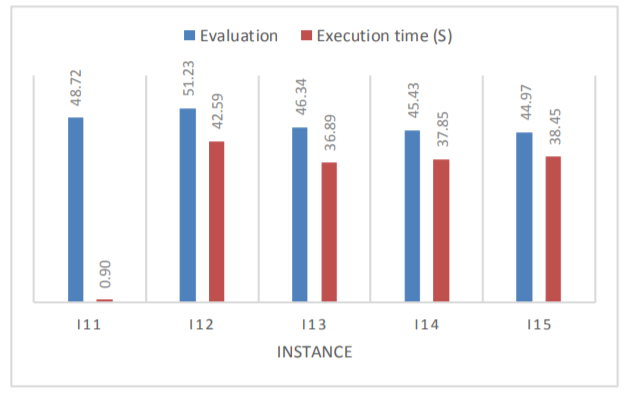 Evaluation Execution time (S)
48.72 0.90 51.23 42.59 46.34 36.89 45.43 37.85 44.97 38.45
I11 I12 I13 I14 I15
INSTANCE